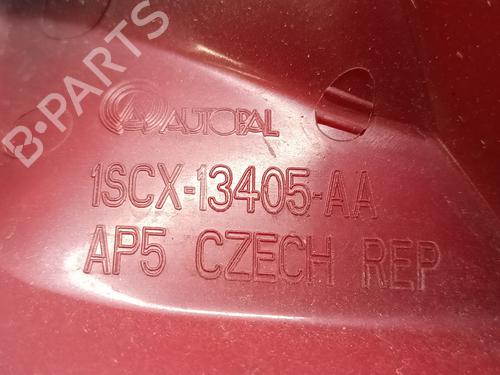 B-PARTS
AUTOPAL
1SCX-13405-AA
AP5 CZECH REP